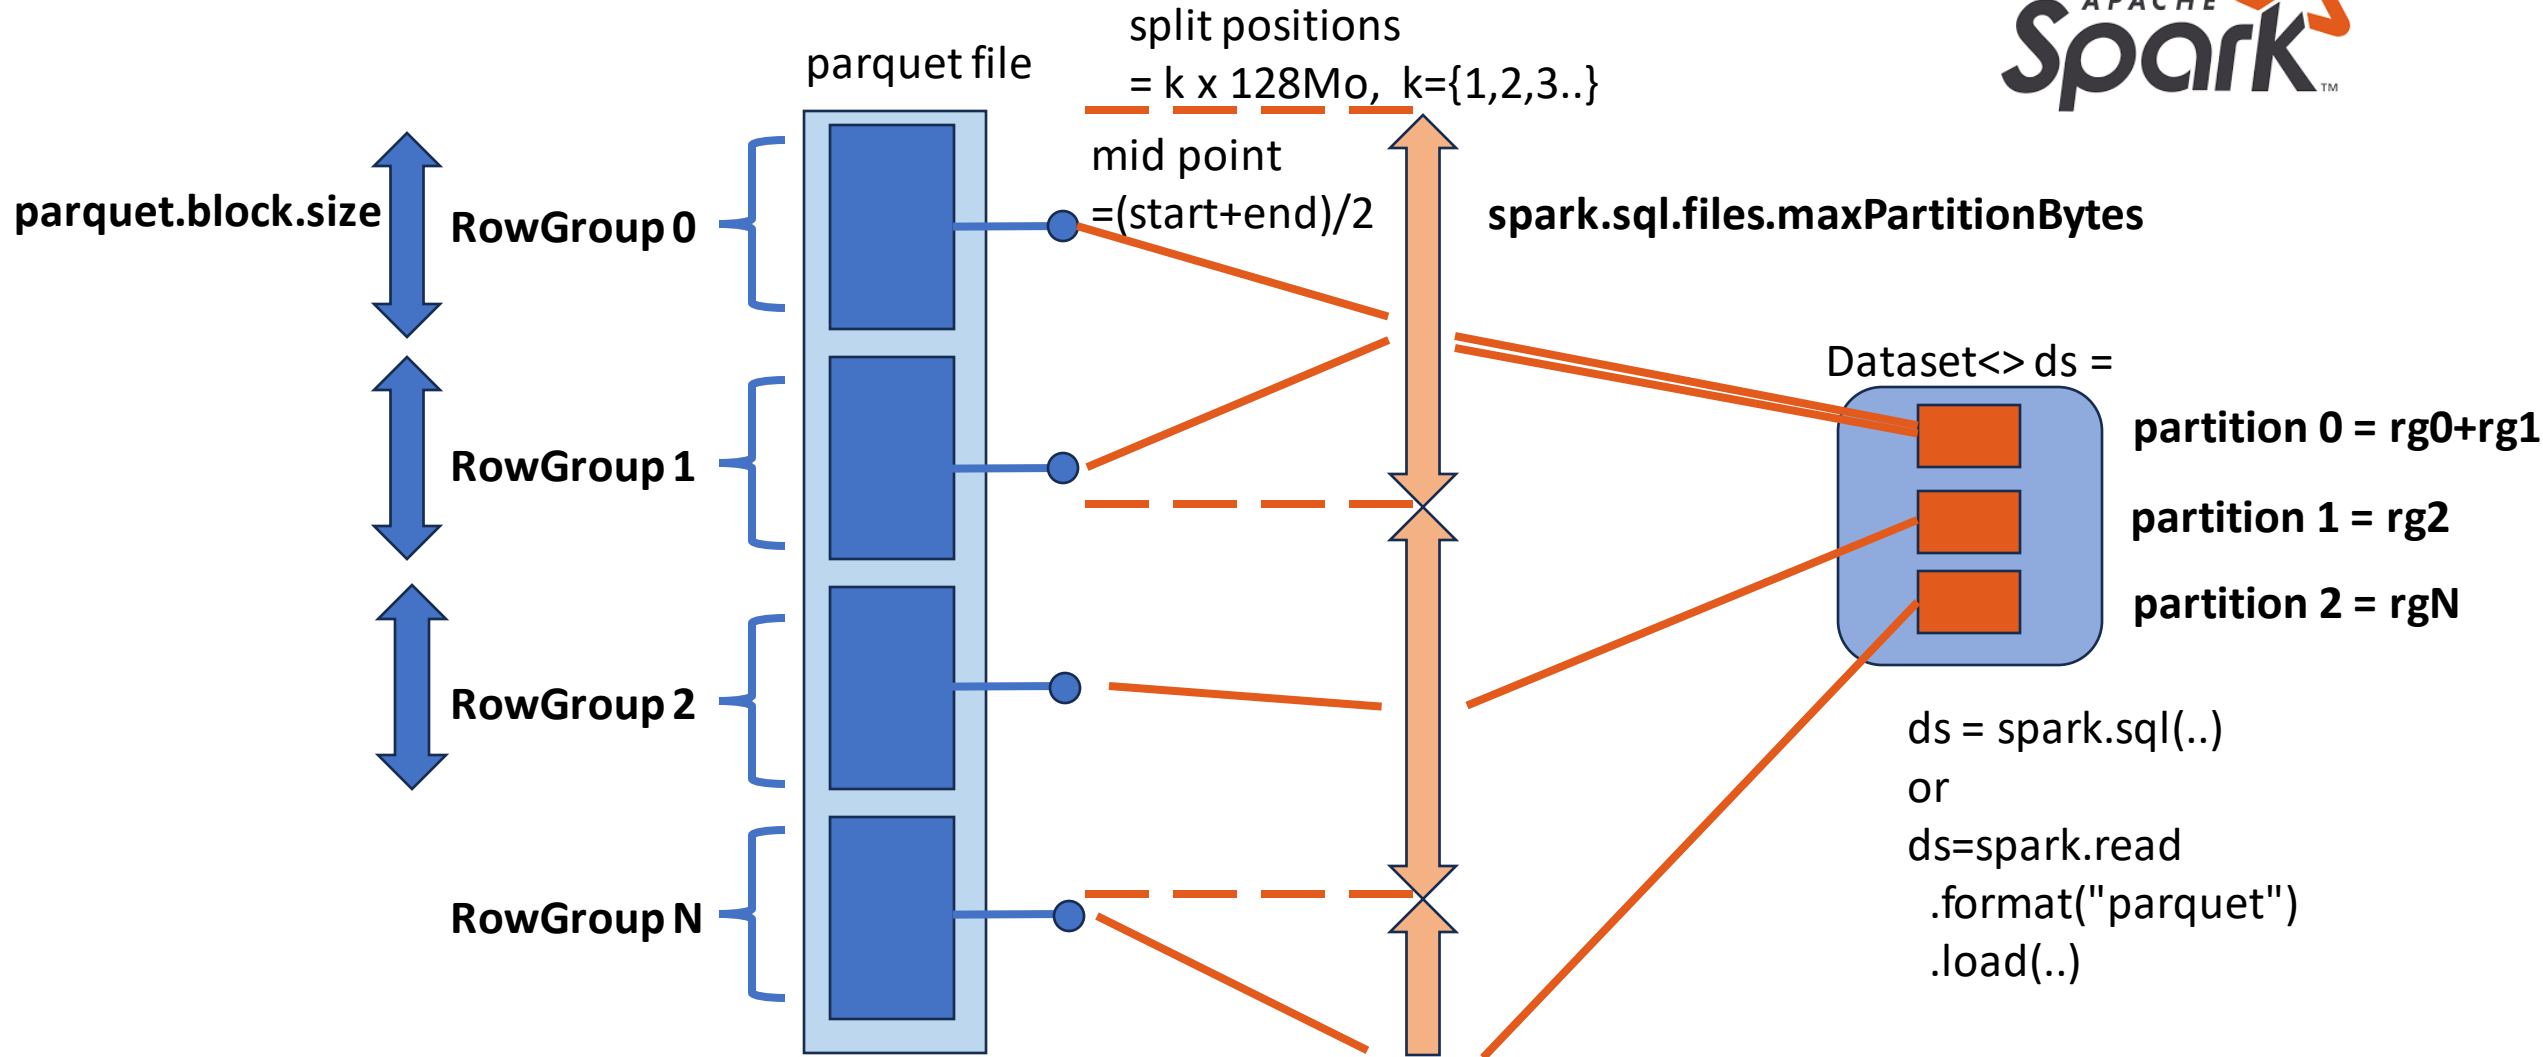 split positions
= k x 128Mo, k={1,2,3..}
APACHE
Spark™
parquet file
mid point
=(start+end)/2
parquet.block.size
RowGroup 0
spark.sql.files.maxPartitionBytes
Dataset<> ds =
partition 0 = rg0+rg1
RowGroup 1
partition 1 = rg2
partition 2 = rgN
RowGroup 2
ds = spark.sql(..)
or
ds=spark.read
.format("parquet")
.load(..)
RowGroup N